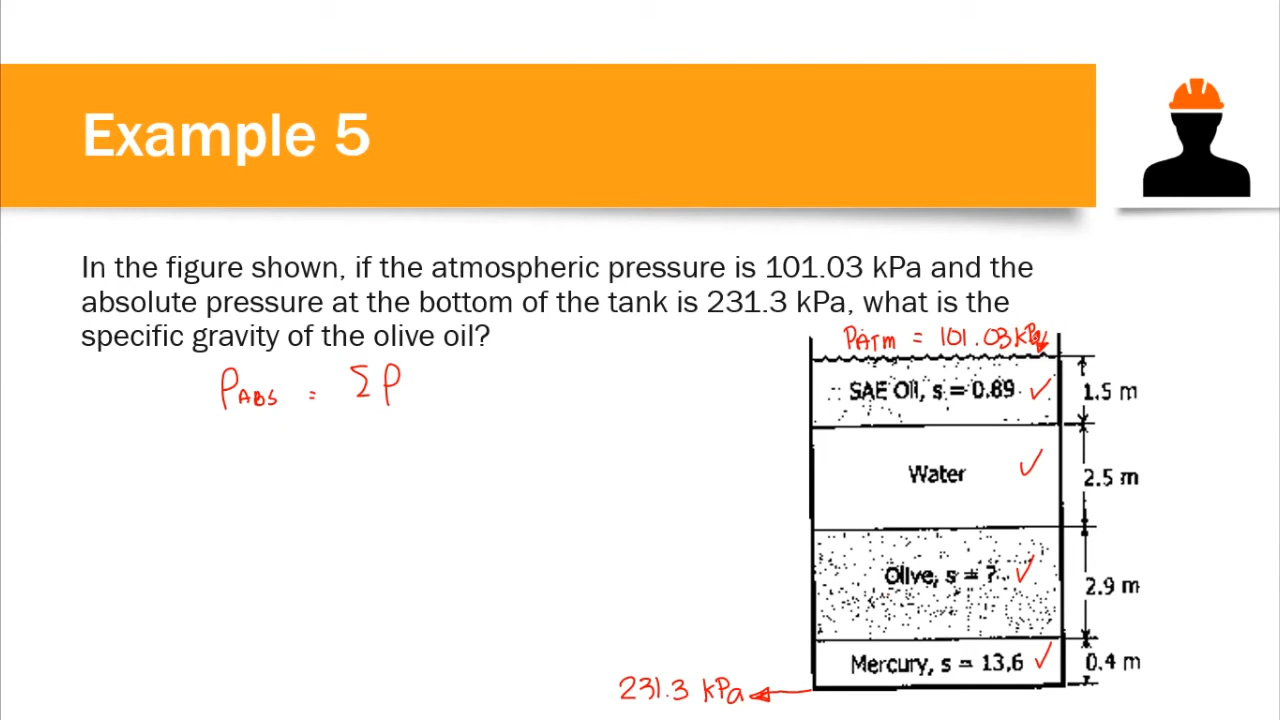 Example 5
In the figure shown, if the atmospheric pressure is 101.03 kPa and the
absolute pressure at the bottom of the tank is 231.3 kPa, what is the
specific gravity of the olive oil?
PATM = 101.03 kPa
PABS = Σ P
SAE Oil, s = 0.89
1.5 m
Water
2.5 m
Olive, s = ?
2.9 m
Mercury, s = 13,6
0.4 m
231.3 kPa